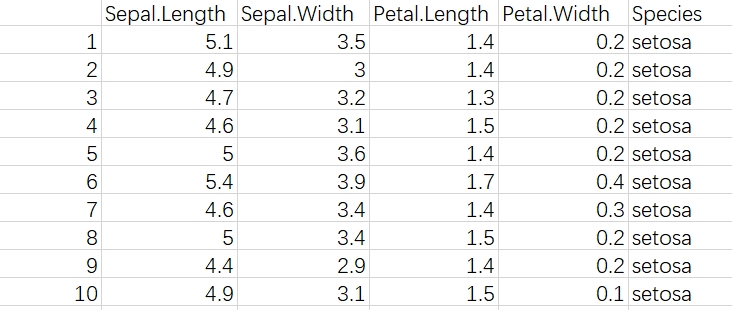 Sepal.Length Sepal.Width Petal.Length Petal.Width Species
1 5.1 3.5 1.4 0.2 setosa
2 4.9 3 1.4 0.2 setosa
3 4.7 3.2 1.3 0.2 setosa
4 4.6 3.1 1.5 0.2 setosa
5 5 3.6 1.4 0.2 setosa
6 5.4 3.9 1.7 0.4 setosa
7 4.6 3.4 1.4 0.3 setosa
8 5 3.4 1.5 0.2 setosa
9 4.4 2.9 1.4 0.2 setosa
10 4.9 3.1 1.5 0.1 setosa